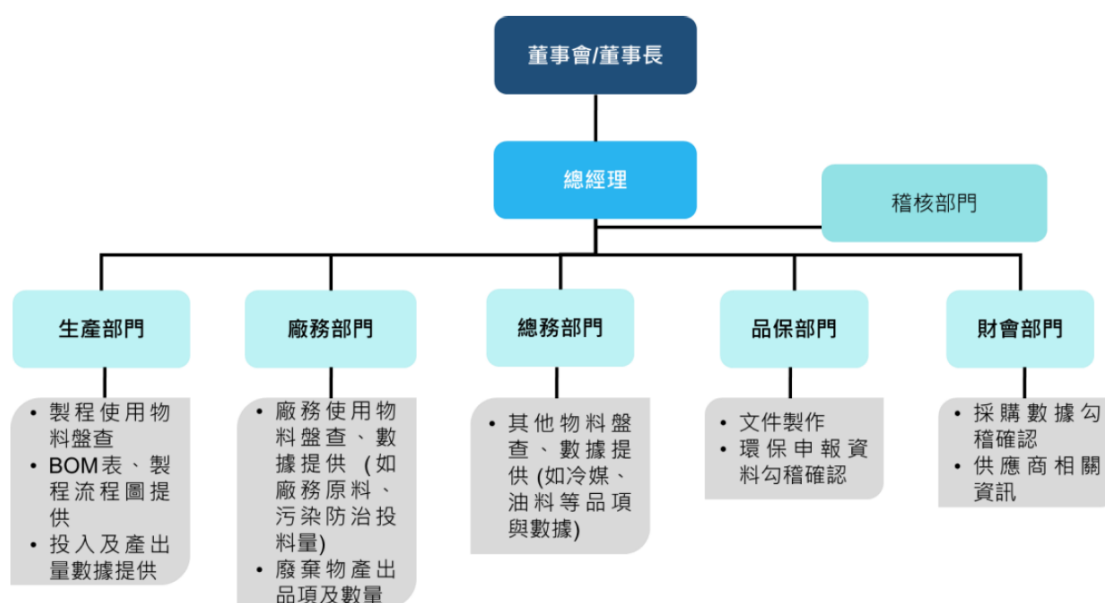 董事會/董事長
總經理
稽核部門
生產部門
廠務部門
總務部門
品保部門
財會部門
• 製程使用物
料盤查
• BOM表、製
程流程圖提
供
• 投入及產出
量數據提供
• 廠務使用物
料盤查、數
據提供 (如
廠務原料、
污染防治投
料量)
• 廢棄物產出
品項及數量
• 其他物料盤
查、數據提
供 (如冷媒、
油料等品項
與數據)
• 文件製作
• 環保申報資
料勾稽確認
• 採購數據勾
稽確認
• 供應商相關
資訊